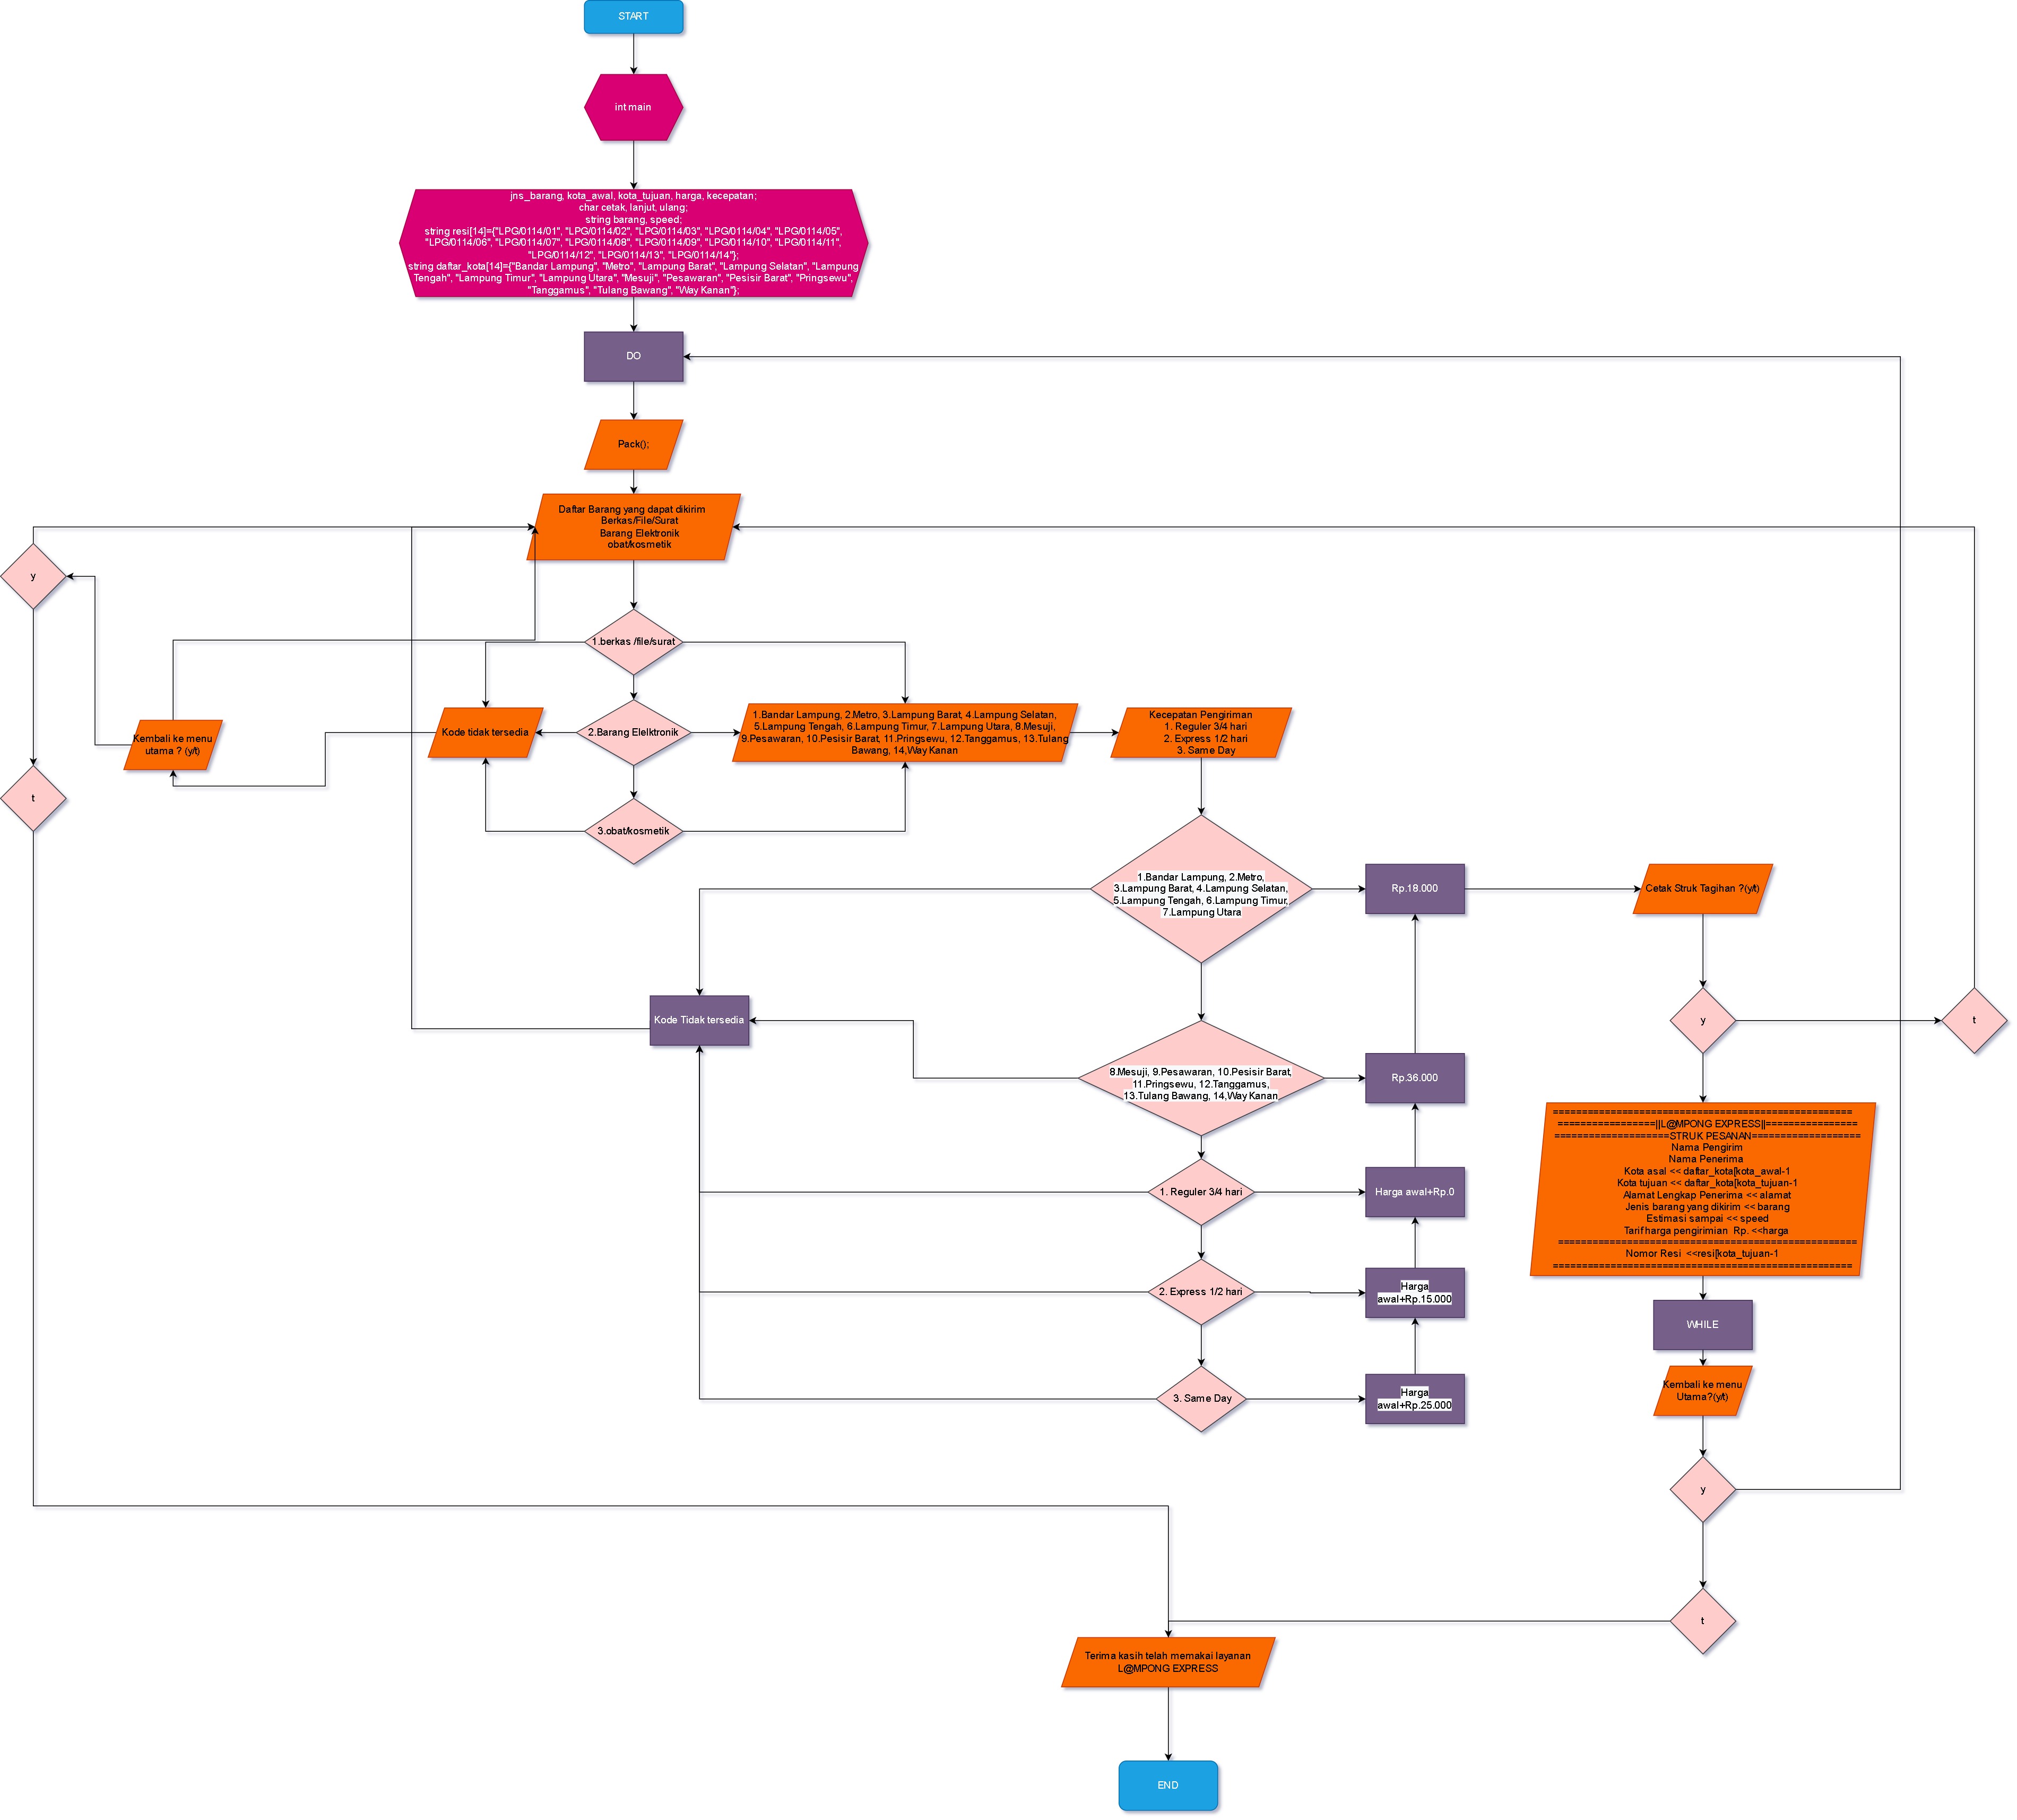 START
int main
jns_barang, kota_awal, kota_tujuan, harga, kecepatan;
char cetak, lanjut, ulang;
string barang, speed;
string resi[14]={"LPG/0114/01", "LPG/0114/02", "LPG/0114/03", "LPG/0114/04", "LPG/0114/05",
"LPG/0114/06", "LPG/0114/07", "LPG/0114/08", "LPG/0114/09", "LPG/0114/10", "LPG/0114/11",
"LPG/0114/12", "LPG/0114/13", "LPG/0114/14"};
string daftar_kota[14]={"Bandar Lampung", "Metro", "Lampung Barat", "Lampung Selatan", "Lampung
Tengah", "Lampung Timur", "Lampung Utara", "Mesuji", "Pesawaran", "Pesisir Barat", "Pringsewu",
"Tanggamus", "Tulang Bawang", "Way Kanan"};
DO
Pack();
Daftar Barang yang dapat dikirim
Berkas/File/Surat
Barang Elektronik
obat/kosmetik
y
1.berkas /file/surat
Kembali ke menu
utama ? (y/t)
Kode tidak tersedia
2.Barang Elelktronik
1.Bandar Lampung, 2.Metro, 3.Lampung Barat, 4.Lampung Selatan,
5.Lampung Tengah, 6.Lampung Timur, 7.Lampung Utara, 8.Mesuji,
9.Pesawaran, 10.Pesisir Barat, 11.Pringsewu, 12.Tanggamus, 13.Tulang
Bawang, 14,Way Kanan
Kecepatan Pengiriman
1. Reguler 3/4 hari
2. Express 1/2 hari
3. Same Day
t
3.obat/kosmetik
1.Bandar Lampung, 2.Metro,
3.Lampung Barat, 4.Lampung Selatan,
5.Lampung Tengah, 6.Lampung Timur,
7.Lampung Utara
Rp.18.000
Cetak Struk Tagihan ?(y/t)
Kode Tidak tersedia
y
t
8.Mesuji, 9.Pesawaran, 10.Pesisir Barat,
11.Pringsewu, 12.Tanggamus,
13.Tulang Bawang, 14,Way Kanan
Rp.36.000
====================================================
=================||L@MPONG EXPRESS||================
====================STRUK PESANAN===================
Nama Pengirim
Nama Penerima
Kota asal << daftar_kota[kota_awal-1
Kota tujuan << daftar_kota[kota_tujuan-1
Alamat Lengkap Penerima << alamat
Jenis barang yang dikirim << barang
Estimasi sampai << speed
Tarif harga pengirimian  Rp. <<harga
====================================================
Nomor Resi  <<resi[kota_tujuan-1
====================================================
1. Reguler 3/4 hari
Harga awal+Rp.0
2. Express 1/2 hari
Harga
awal+Rp.15.000
WHILE
3. Same Day
Harga
awal+Rp.25.000
Kembali ke menu
Utama?(y/t)
y
t
Terima kasih telah memakai layanan
L@MPONG EXPRESS
END